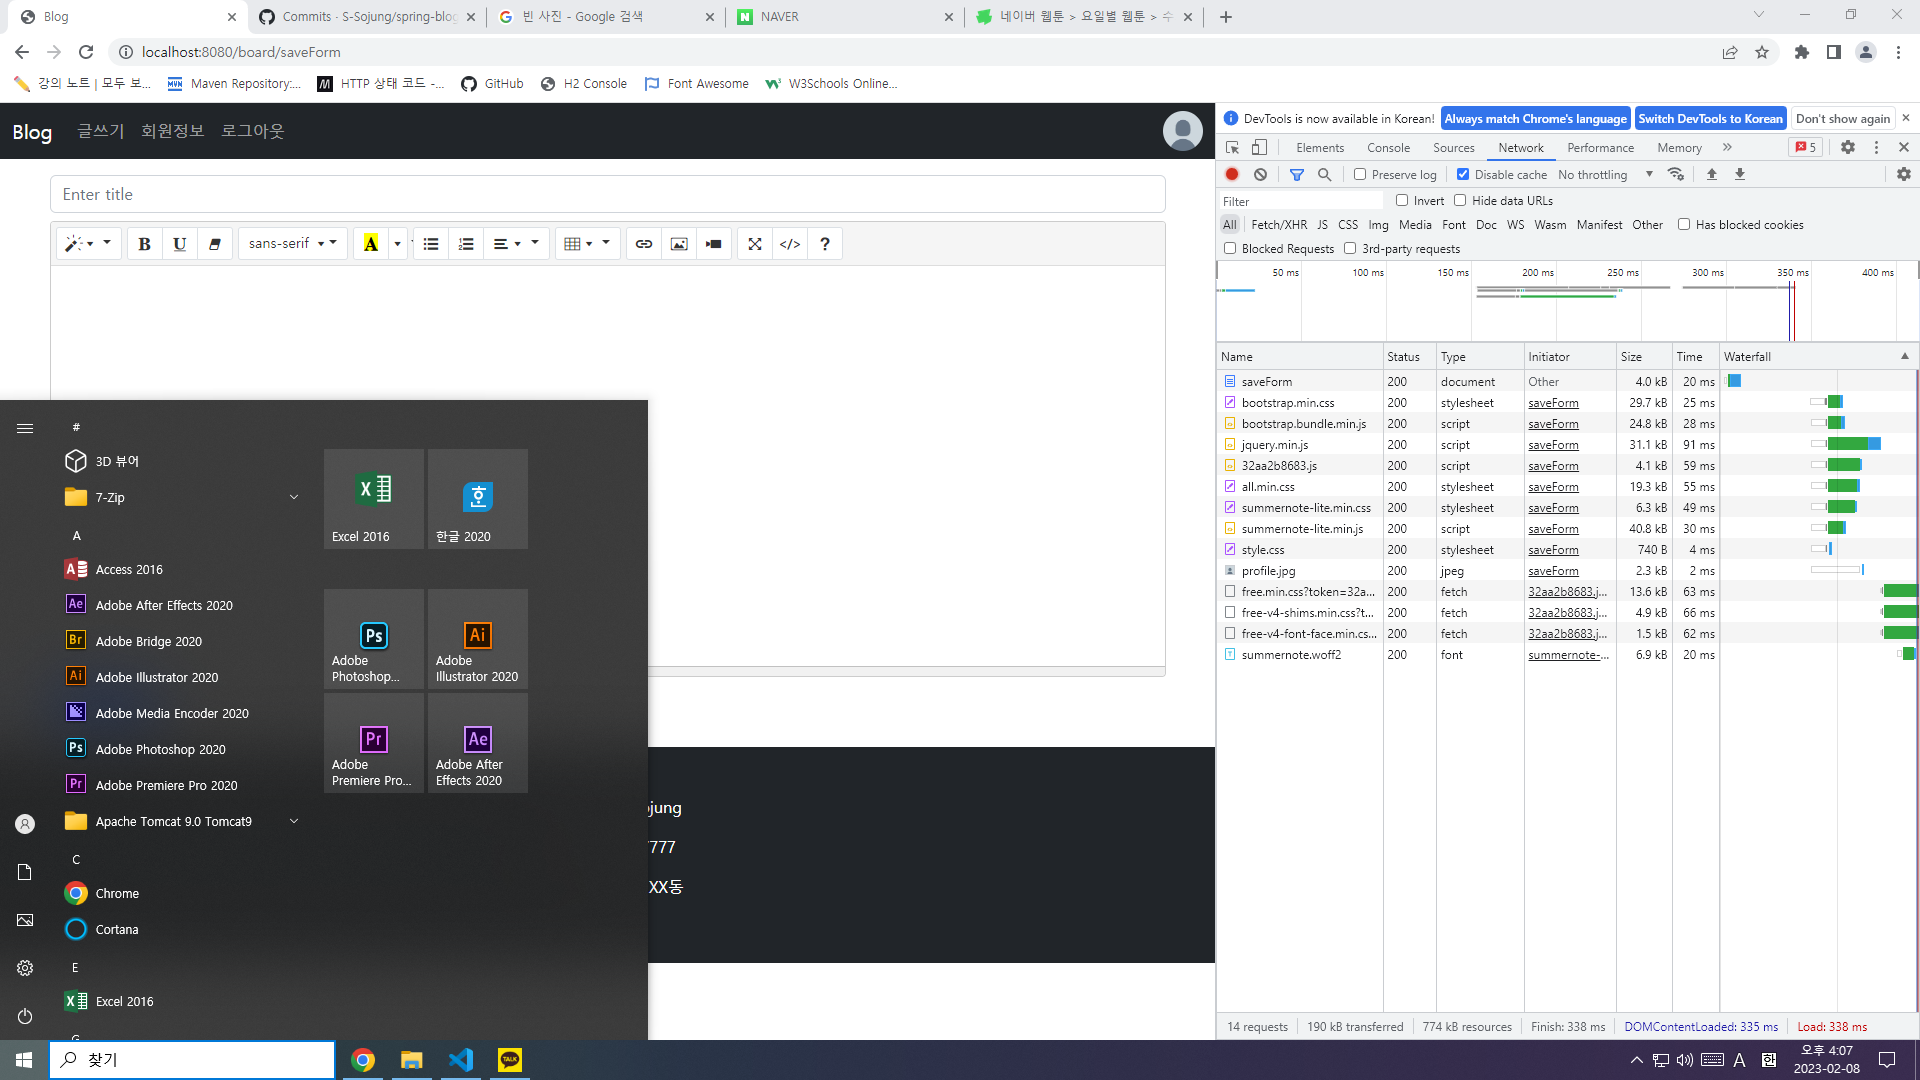 Blog
Commits · S-Sojung/spring-blog
빈 사진 - Google 검색
NAVER
네이버 웹툰 > 요일별 웹툰 > 수
localhost:8080/board/saveForm
강의 노트 | 모두 보...
Maven Repository:...
HTTP 상태 코드 -...
GitHub
H2 Console
Font Awesome
W3Schools Online...
Blog 글쓰기 회원정보 로그아웃
Enter title
B U sans-serif A </> ?
DevTools is now available in Korean! Always match Chrome's language Switch DevTools to Korean Don't show again
Elements Console Sources Network Performance Memory 5
Preserve log Disable cache No throttling
Filter Invert Hide data URLs
All Fetch/XHR JS CSS Img Media Font Doc WS Wasm Manifest Other Has blocked cookies
Blocked Requests 3rd-party requests
50 ms 100 ms 150 ms 200 ms 250 ms 300 ms 350 ms 400 ms
Name Status Type Initiator Size Time Waterfall
saveForm 200 document Other 4.0 kB 20 ms
bootstrap.min.css 200 stylesheet saveForm 29.7 kB 25 ms
bootstrap.bundle.min.js 200 script saveForm 24.8 kB 28 ms
jquery.min.js 200 script saveForm 31.1 kB 91 ms
32aa2b8683.js 200 script saveForm 4.1 kB 59 ms
all.min.css 200 stylesheet saveForm 19.3 kB 55 ms
summernote-lite.min.css 200 stylesheet saveForm 6.3 kB 49 ms
summernote-lite.min.js 200 script saveForm 40.8 kB 30 ms
style.css 200 stylesheet saveForm 740 B 4 ms
profile.jpg 200 jpeg saveForm 2.3 kB 2 ms
free.min.css?token=32a... 200 fetch 32aa2b8683.j... 13.6 kB 63 ms
free-v4-shims.min.css?t... 200 fetch 32aa2b8683.j... 4.9 kB 66 ms
free-v4-font-face.min.cs... 200 fetch 32aa2b8683.j... 1.5 kB 62 ms
summernote.woff2 200 font summernote-... 6.9 kB 20 ms
14 requests 190 kB transferred 774 kB resources Finish: 338 ms DOMContentLoaded: 335 ms Load: 338 ms
#
3D 뷰어
7-Zip
A
Access 2016
Adobe After Effects 2020
Adobe Bridge 2020
Adobe Illustrator 2020
Adobe Media Encoder 2020
Adobe Photoshop 2020
Adobe Premiere Pro 2020
Apache Tomcat 9.0 Tomcat9
C
Chrome
Cortana
E
Excel 2016
Excel 2016
한글 2020
Adobe
Photoshop...
Adobe
Illustrator 2020
Adobe
Premiere Pro...
Adobe After
Effects 2020
jung
777
XX동
찾기
TALK
A 한
오후 4:07
2023-02-08